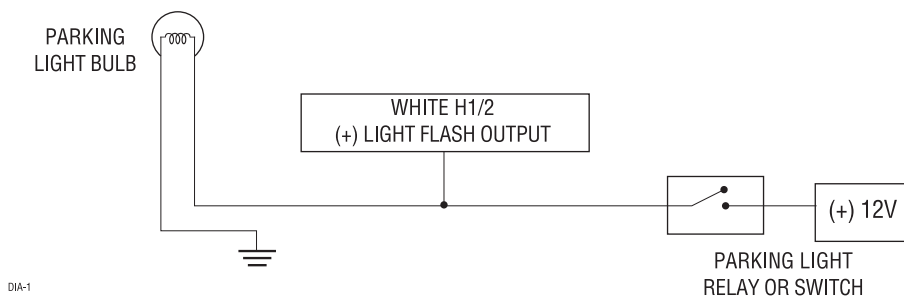 PARKING
LIGHT BULB
WHITE H1/2
(+) LIGHT FLASH OUTPUT
(+) 12V
PARKING LIGHT
RELAY OR SWITCH
DIA-1